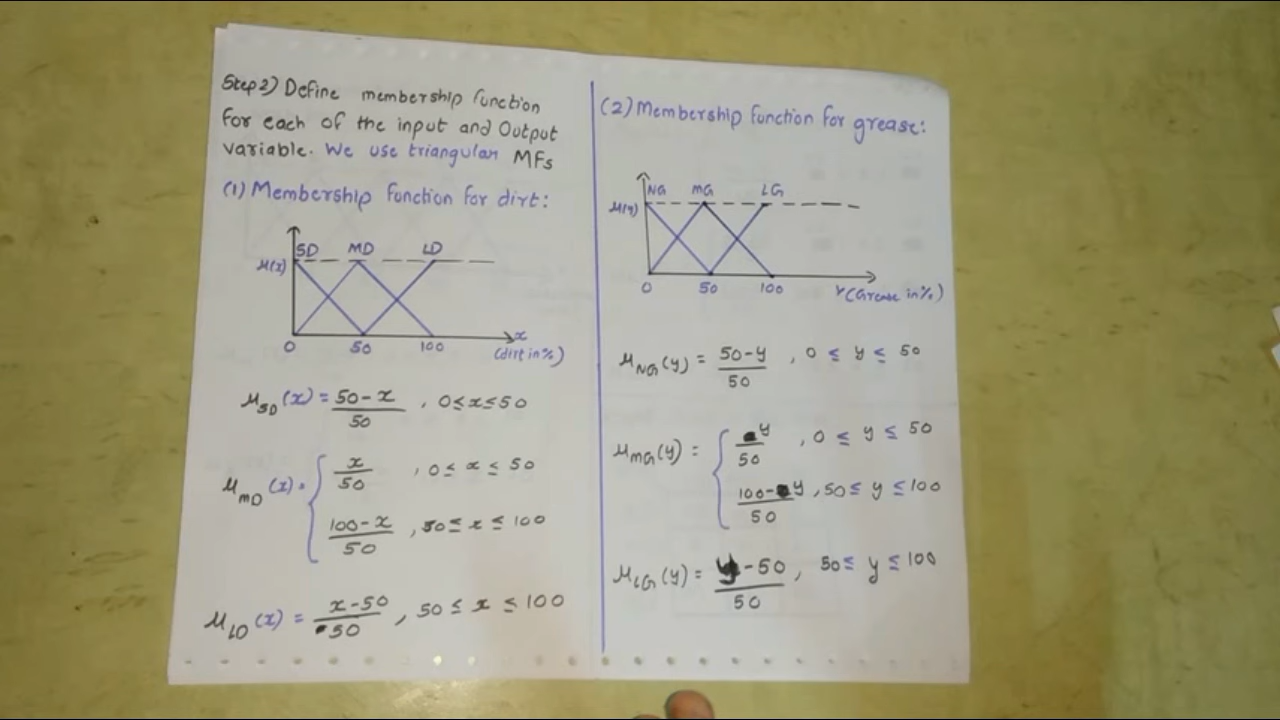 Step 2) Define membership function
for each of the input and Output
variable. We use triangular MFs
(1) Membership function for dirt:
SD MD LD
μ(x)
0 50 100
x
(dirt in %)
μSD (x) = 50 - x / 50 , 0 ≤ x ≤ 50
μMD (x) = { x / 50 , 0 ≤ x ≤ 50
100 - x / 50 , 50 ≤ x ≤ 100
μLD (x) = x - 50 / 50 , 50 ≤ x ≤ 100
(2) Membership function for grease:
NG MG LG
μ(y)
0 50 100 Y (Grease in %)
μNG (y) = 50 - y / 50 , 0 ≤ y ≤ 50
μMG (y) = { y / 50 , 0 ≤ y ≤ 50
100 - y / 50 , 50 ≤ y ≤ 100
μLG (y) = y - 50 / 50 , 50 ≤ y ≤ 100